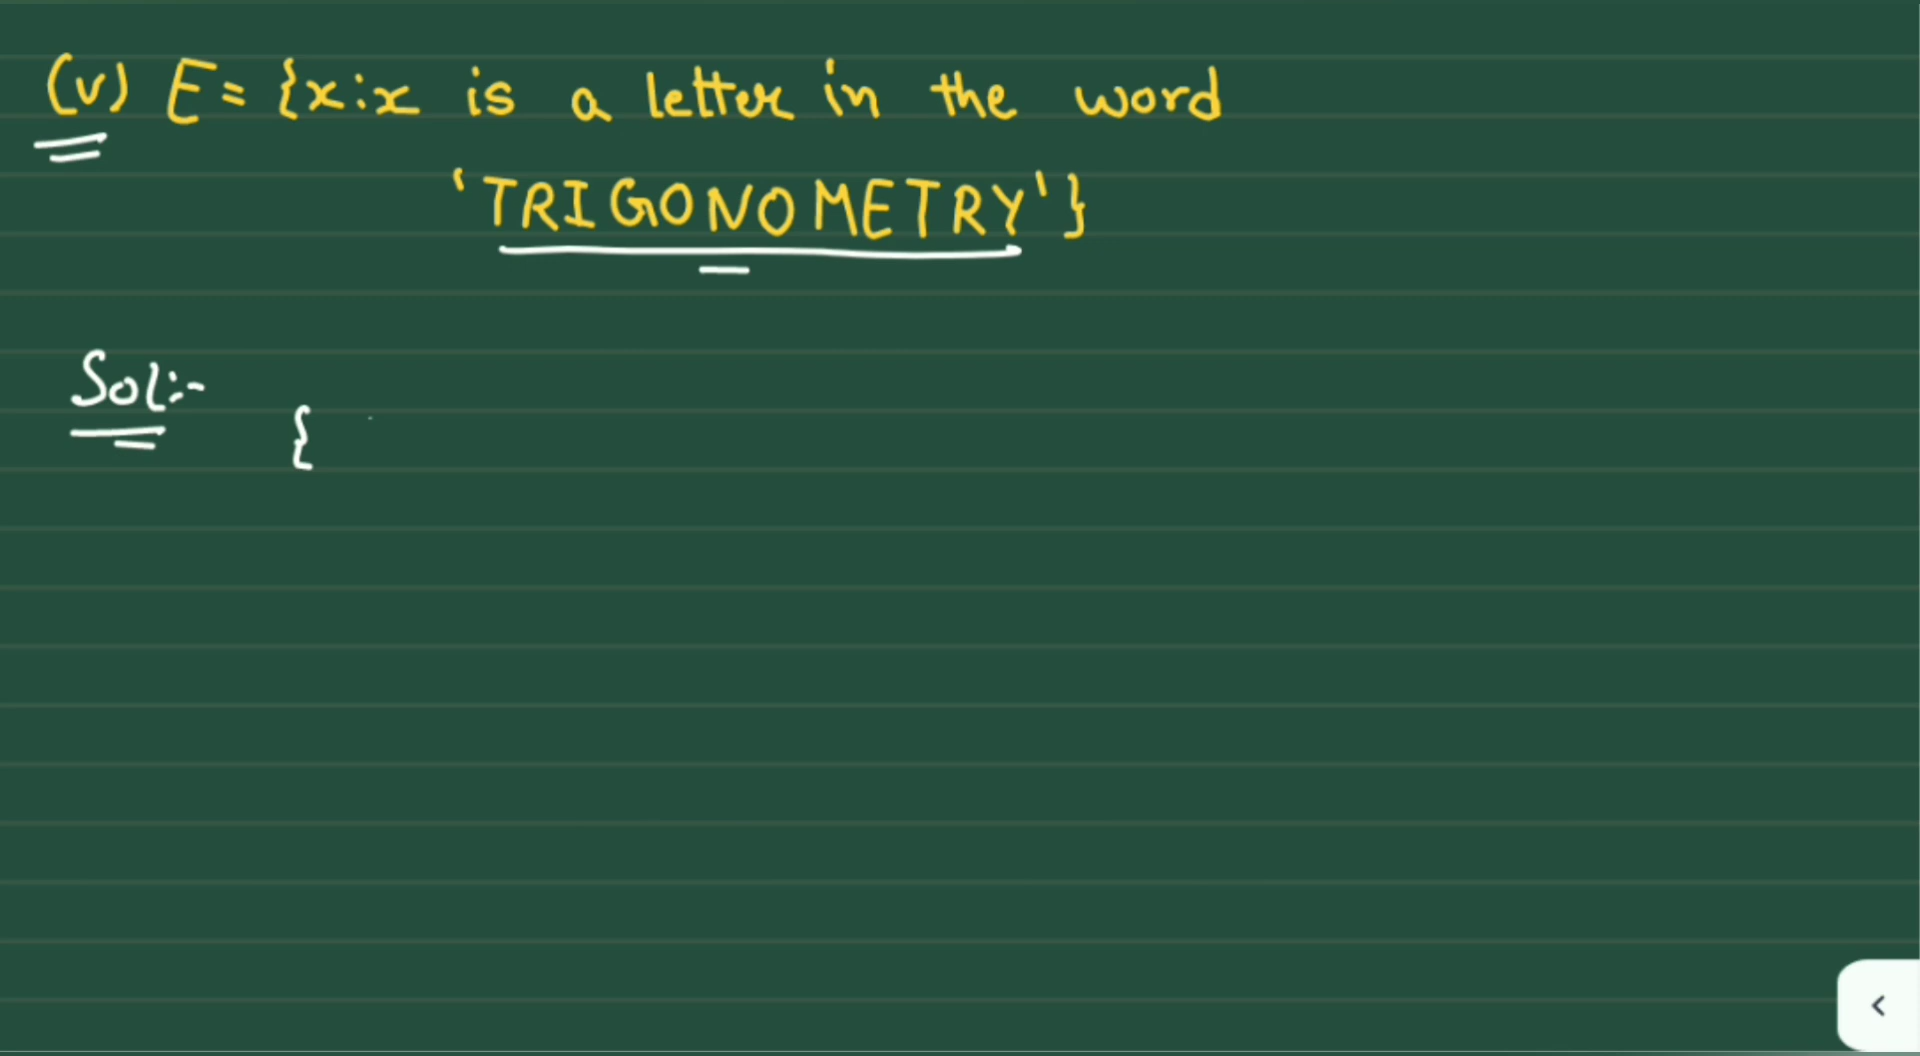 (v) E = {x:x is a letter in the word
'TRIGONOMETRY'}
Sol:-
{